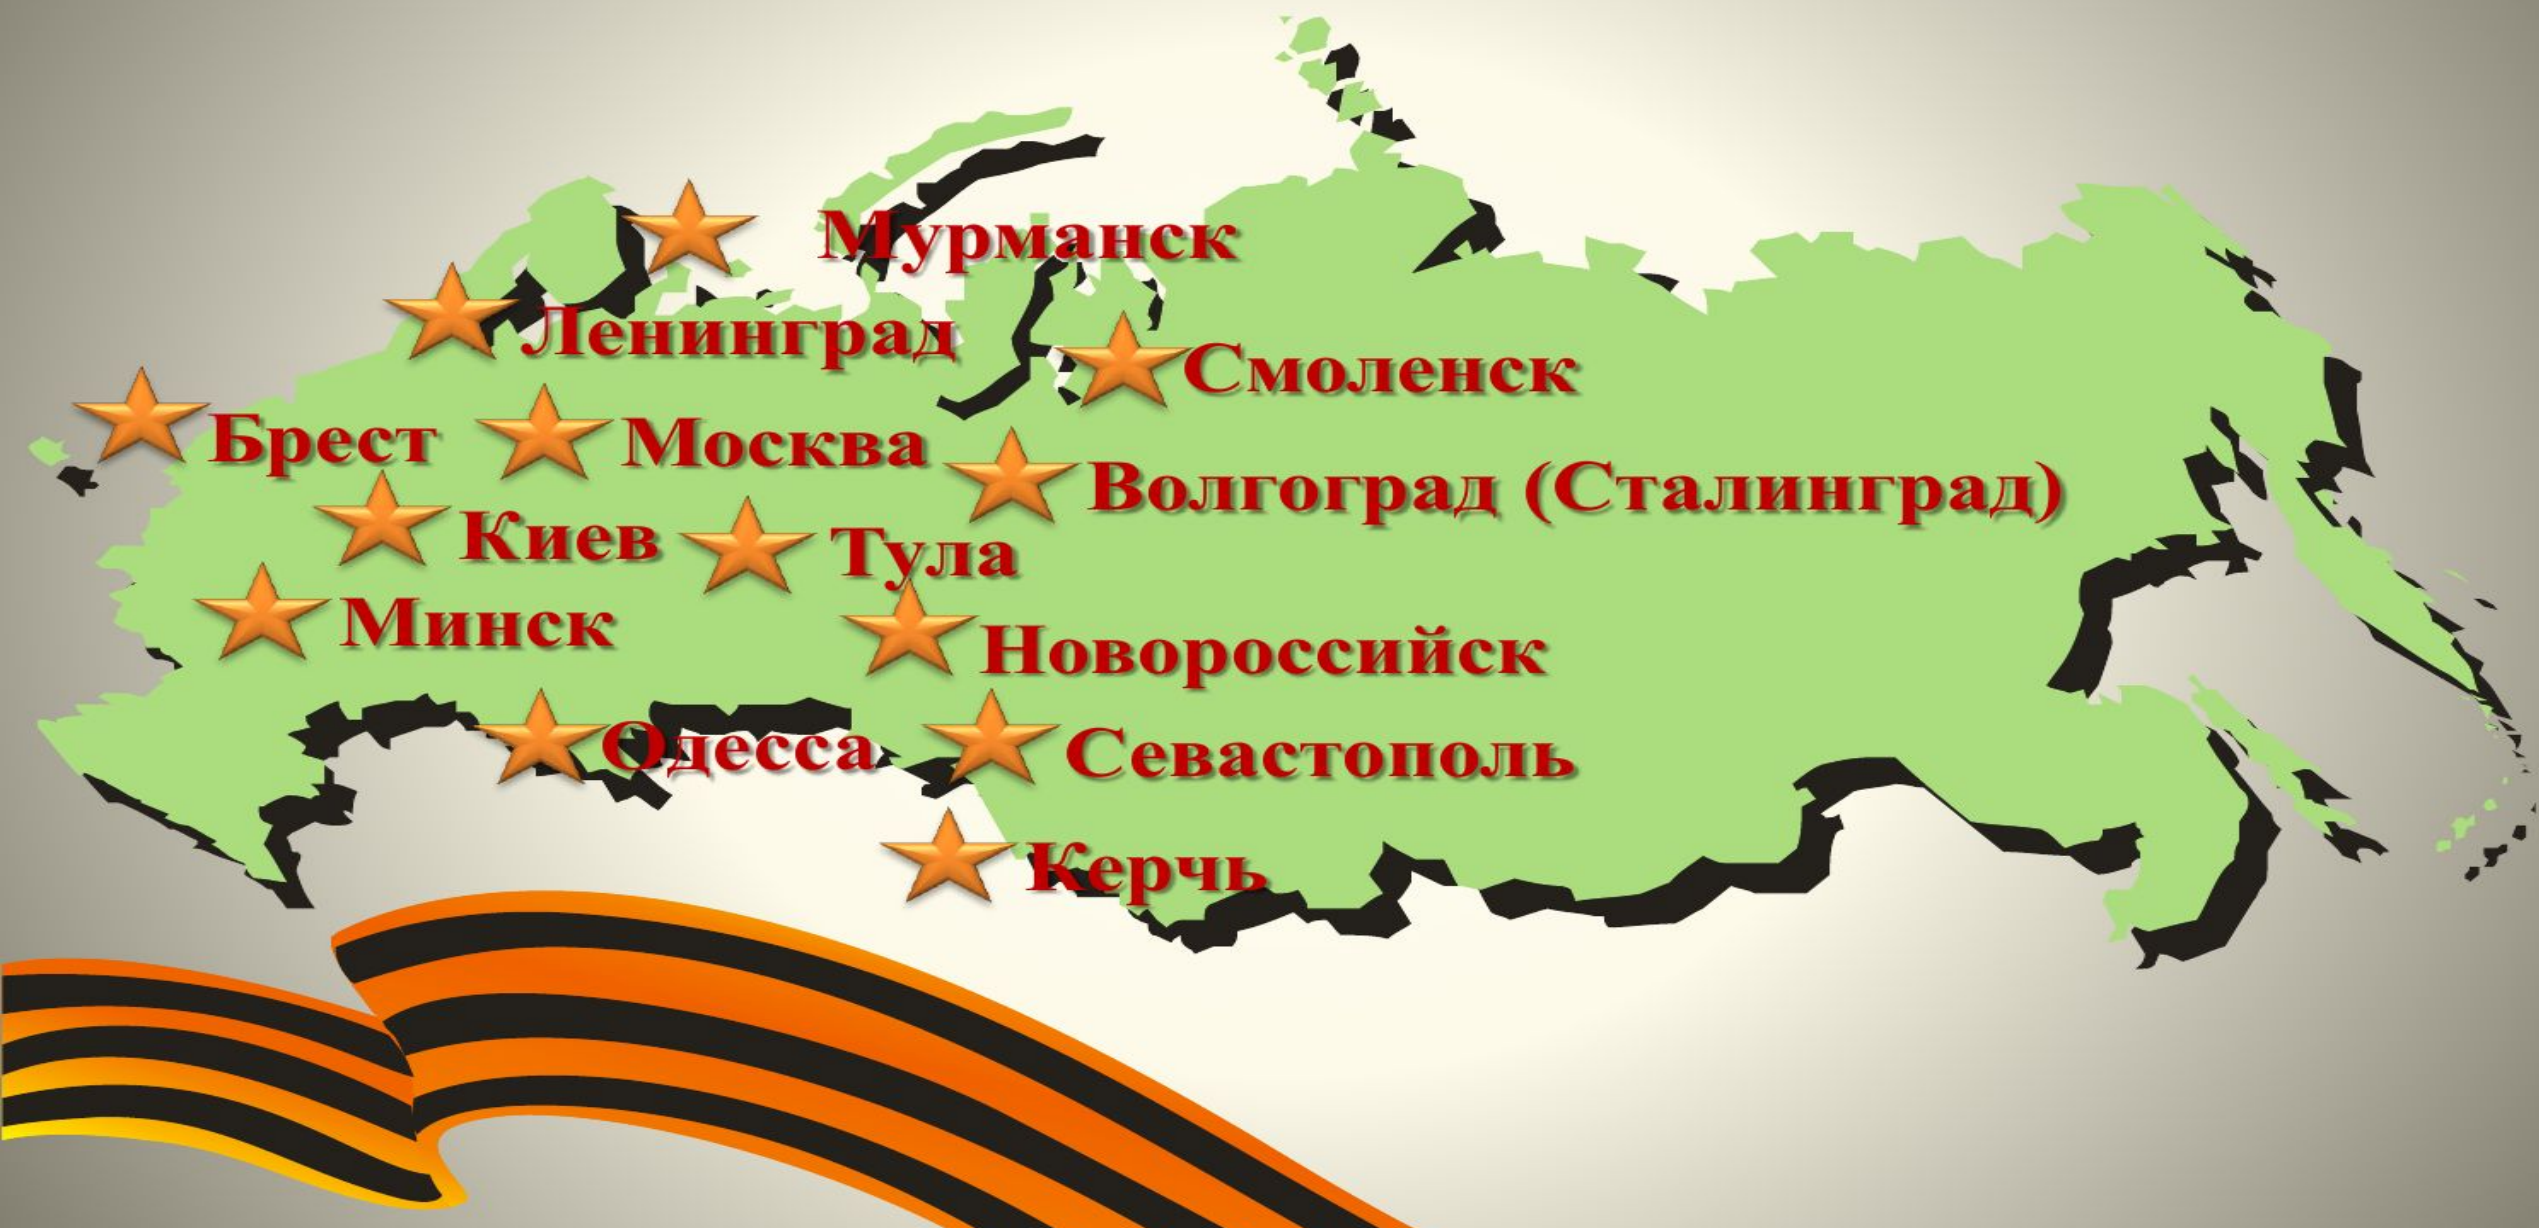 Мурманск
Ленинград
Смоленск
Брест
Москва
Волгоград (Сталинград)
Киев
Тула
Минск
Новороссийск
Одесса
Севастополь
Керчь